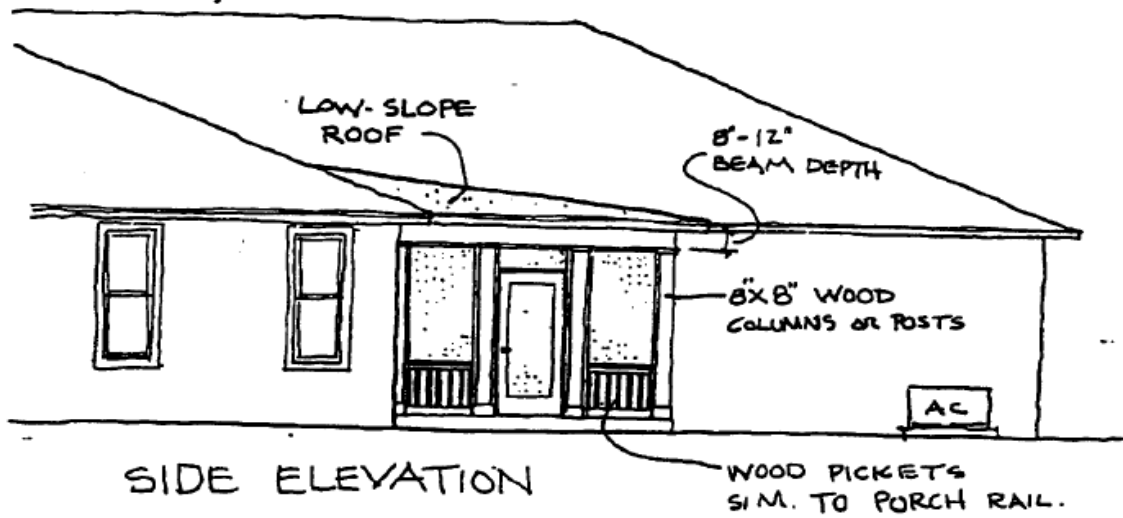 LOW-SLOPE
ROOF
8"-12"
BEAM DEPTH
8"X8" WOOD
COLUMNS OR POSTS
AC
WOOD PICKETS
SIM. TO PORCH RAIL.
SIDE ELEVATION